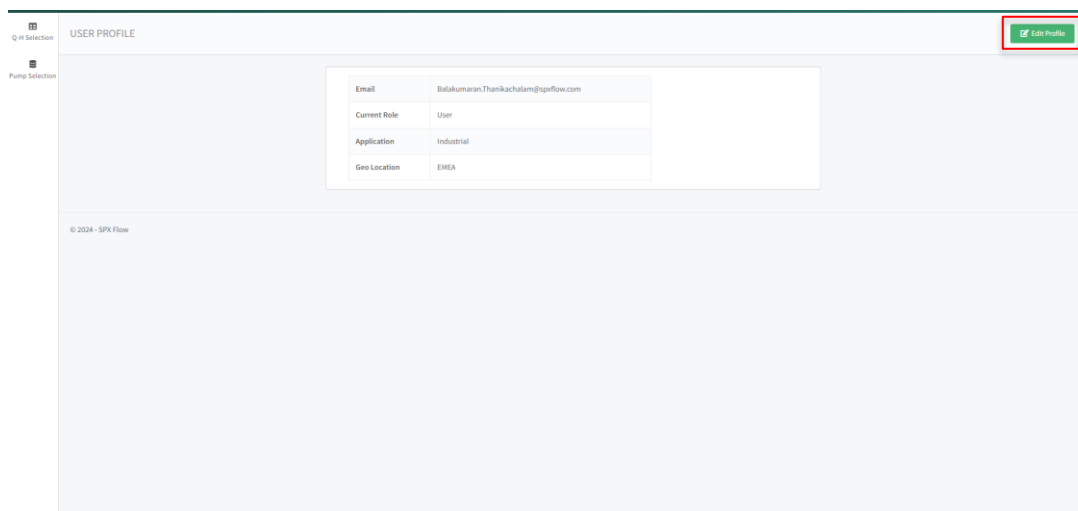 Q-H Selection
Pump Selection
USER PROFILE
Edit Profile
Email Balakumaran.Thanikachalam@spxflow.com
Current Role User
Application Industrial
Geo Location EMEA
© 2024 - SPX Flow